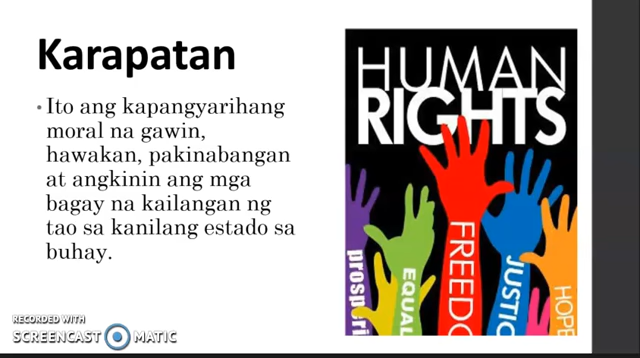 Karapatan
• Ito ang kapangyarihang
moral na gawin,
hawakan, pakinabangan
at angkinin ang mga
bagay na kailangan ng
tao sa kanilang estado sa
buhay.
HUMAN
RIGHTS
prosperi
EQUAL
FREEDO
JUSTIC
HOPE
RECORDED WITH
SCREENCAST MATIC